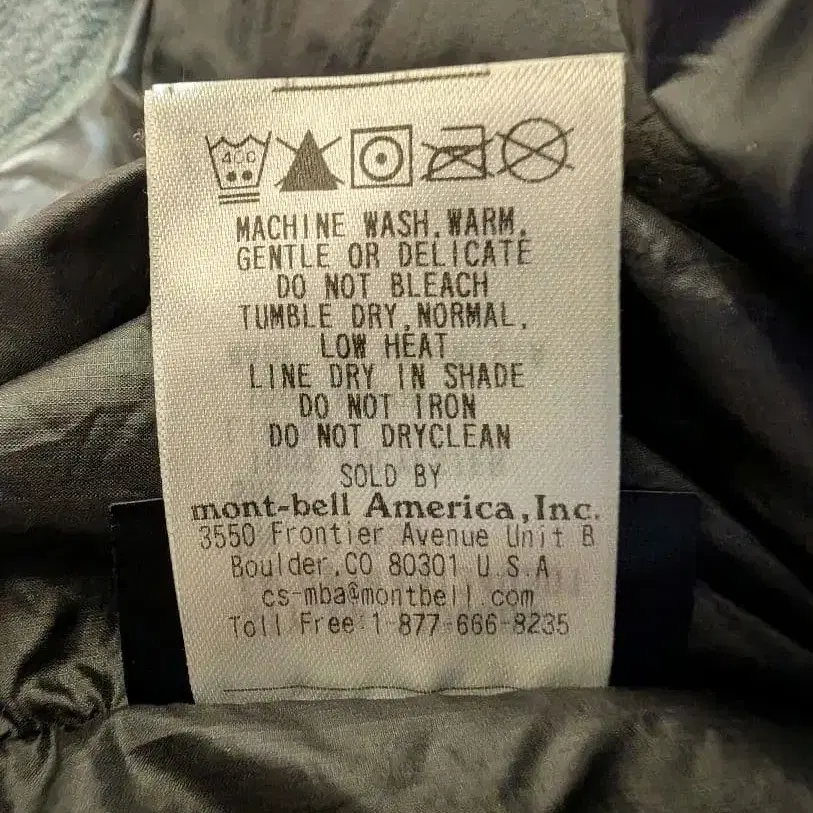 40C
MACHINE WASH, WARM,
GENTLE OR DELICATE
DO NOT BLEACH
TUMBLE DRY, NORMAL,
LOW HEAT
LINE DRY IN SHADE
DO NOT IRON
DO NOT DRYCLEAN
SOLD BY
mont-bell America, Inc.
3550 Frontier Avenue Unit B
Boulder, CO 80301 U.S.A
cs-mba@montbell.com
Toll Free:1-877-666-8235